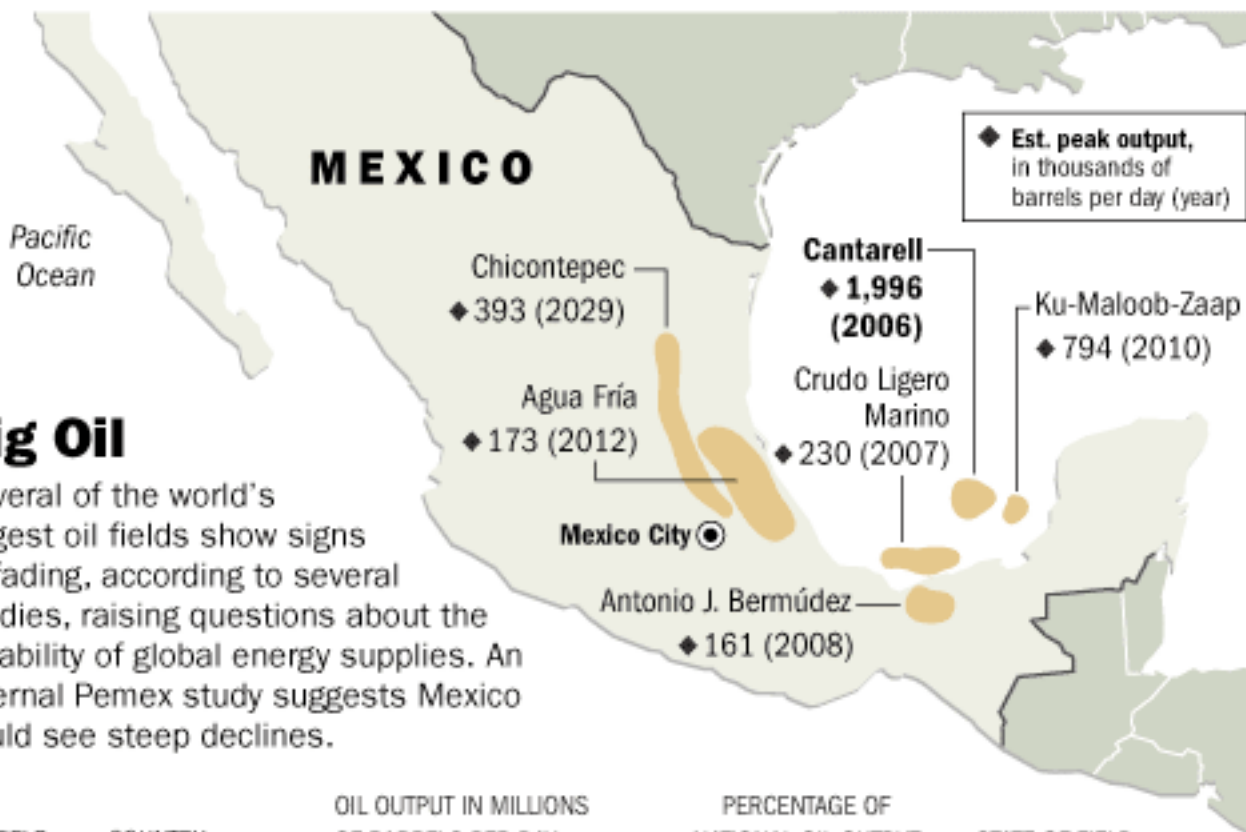 MEXICO
Est. peak output,
in thousands of
barrels per day (year)
Pacific
Ocean
Chicontepec
393 (2029)
Cantarell
1,996
(2006)
Ku-Maloob-Zaap
794 (2010)
Agua Fría
173 (2012)
Crudo Ligero
Marino
230 (2007)
Mexico City
Antonio J. Bermúdez
161 (2008)
ig Oil
veral of the world's
gest oil fields show signs
fading, according to several
dies, raising questions about the
ability of global energy supplies. An
ernal Pemex study suggests Mexico
uld see steep declines.
OIL OUTPUT IN MILLIONS
PERCENTAGE OF